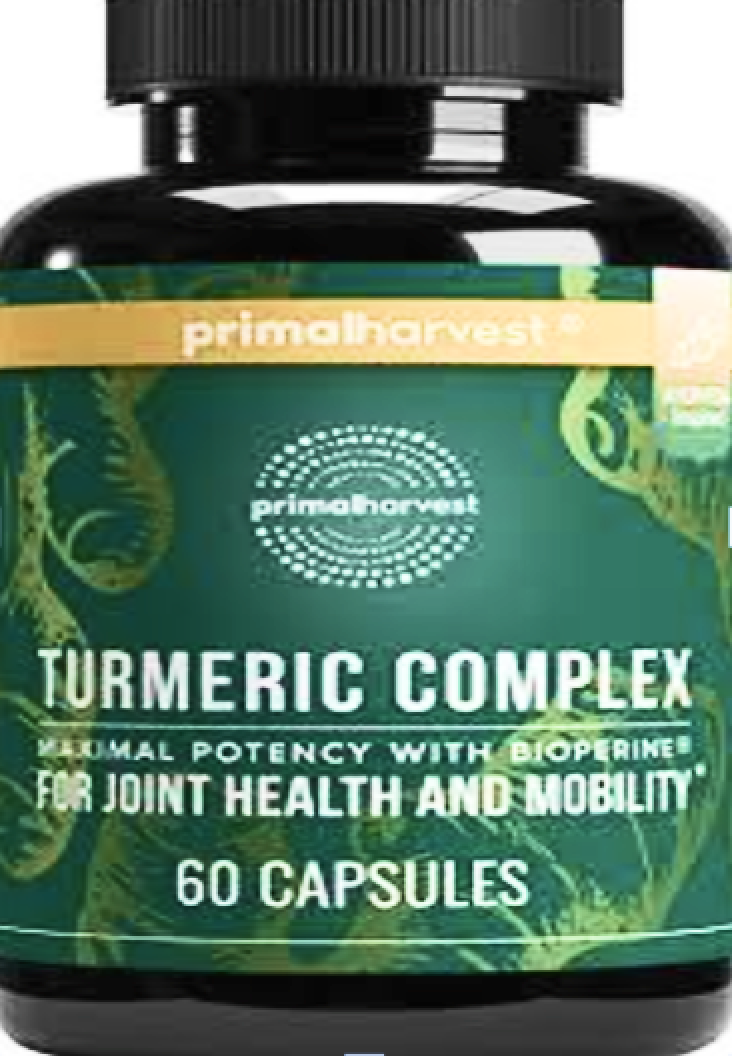 primalharvest®
primalharvest
TURMERIC COMPLEX
MAXIMAL POTENCY WITH BIOPERINE®
FOR JOINT HEALTH AND MOBILITY*
60 CAPSULES